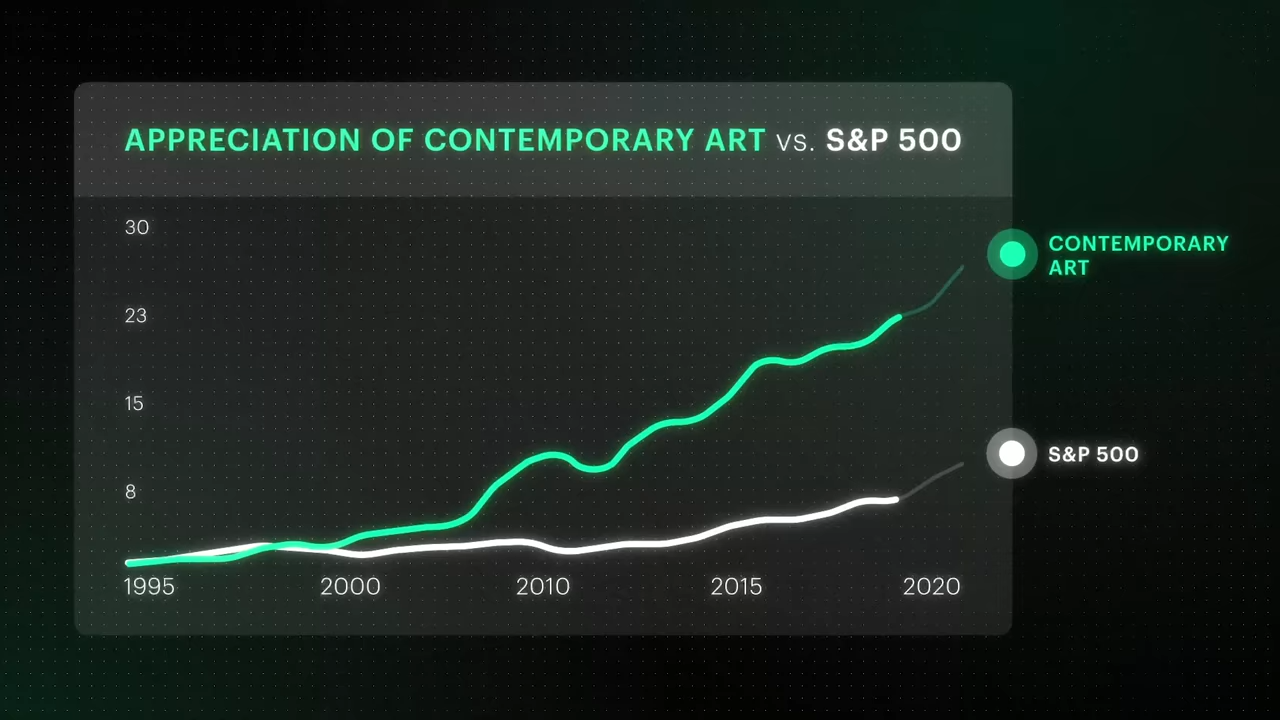 APPRECIATION OF CONTEMPORARY ART vs. S&P 500
30
CONTEMPORARY
ART
23
15
S&P 500
8
1995 2000 2010 2015 2020